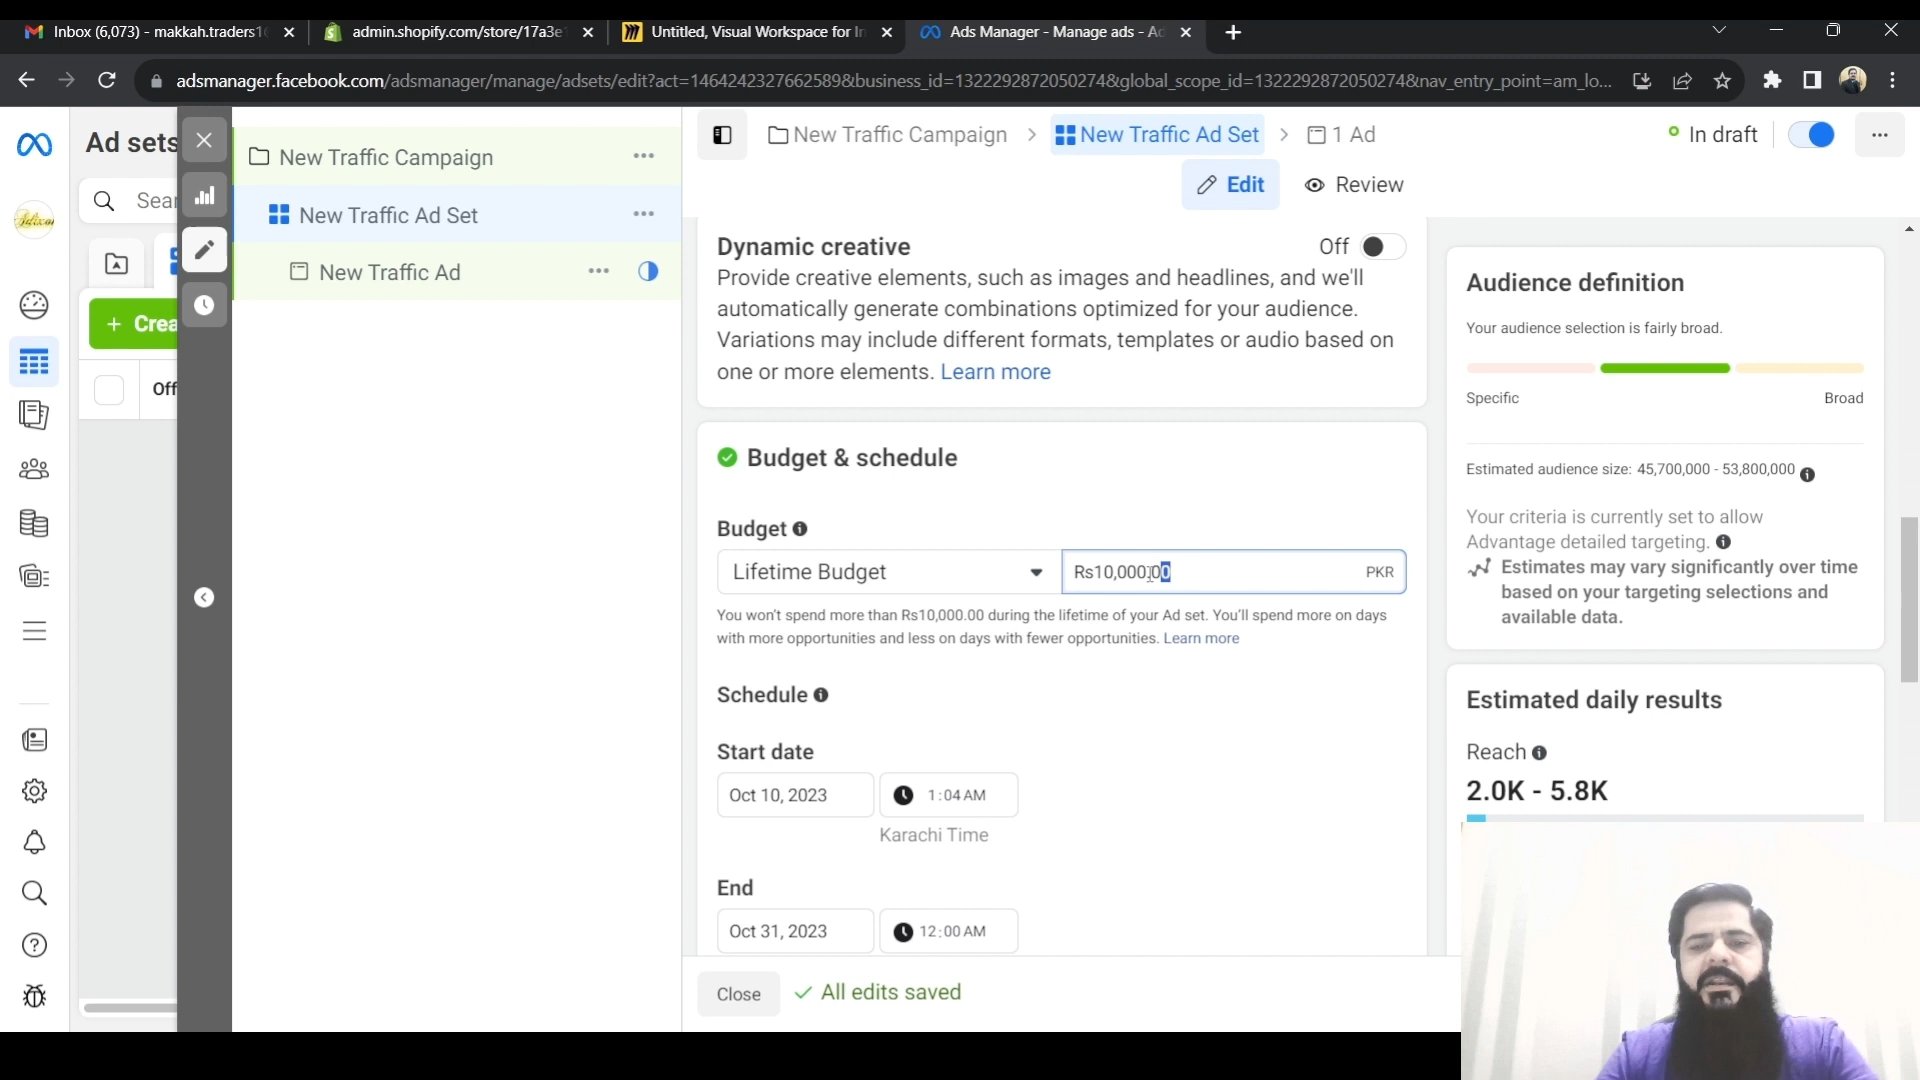 Inbox (6,073) - makkah.traders1
admin.shopify.com/store/17a3e
Untitled, Visual Workspace for In
Ads Manager - Manage ads - Ad
adsmanager.facebook.com/adsmanager/manage/adsets/edit?act=1464242327662589&business_id=1322292872050274&global_scope_id=1322292872050274&nav_entry_point=am_lo...
Ad sets
Sear
+ Crea
Off
New Traffic Campaign
New Traffic Ad Set
New Traffic Ad
New Traffic Campaign > New Traffic Ad Set > 1 Ad
In draft
Edit
Review
Dynamic creative
Off
Provide creative elements, such as images and headlines, and we'll
automatically generate combinations optimized for your audience.
Variations may include different formats, templates or audio based on
one or more elements. Learn more
Budget & schedule
Budget
Lifetime Budget
Rs10,000.00
PKR
You won't spend more than Rs10,000.00 during the lifetime of your Ad set. You'll spend more on days
with more opportunities and less on days with fewer opportunities. Learn more
Schedule
Start date
Oct 10, 2023
1:04 AM
Karachi Time
End
Oct 31, 2023
12:00 AM
Close
All edits saved
Audience definition
Your audience selection is fairly broad.
Specific
Broad
Estimated audience size: 45,700,000 - 53,800,000
Your criteria is currently set to allow
Advantage detailed targeting.
Estimates may vary significantly over time
based on your targeting selections and
available data.
Estimated daily results
Reach
2.0K - 5.8K